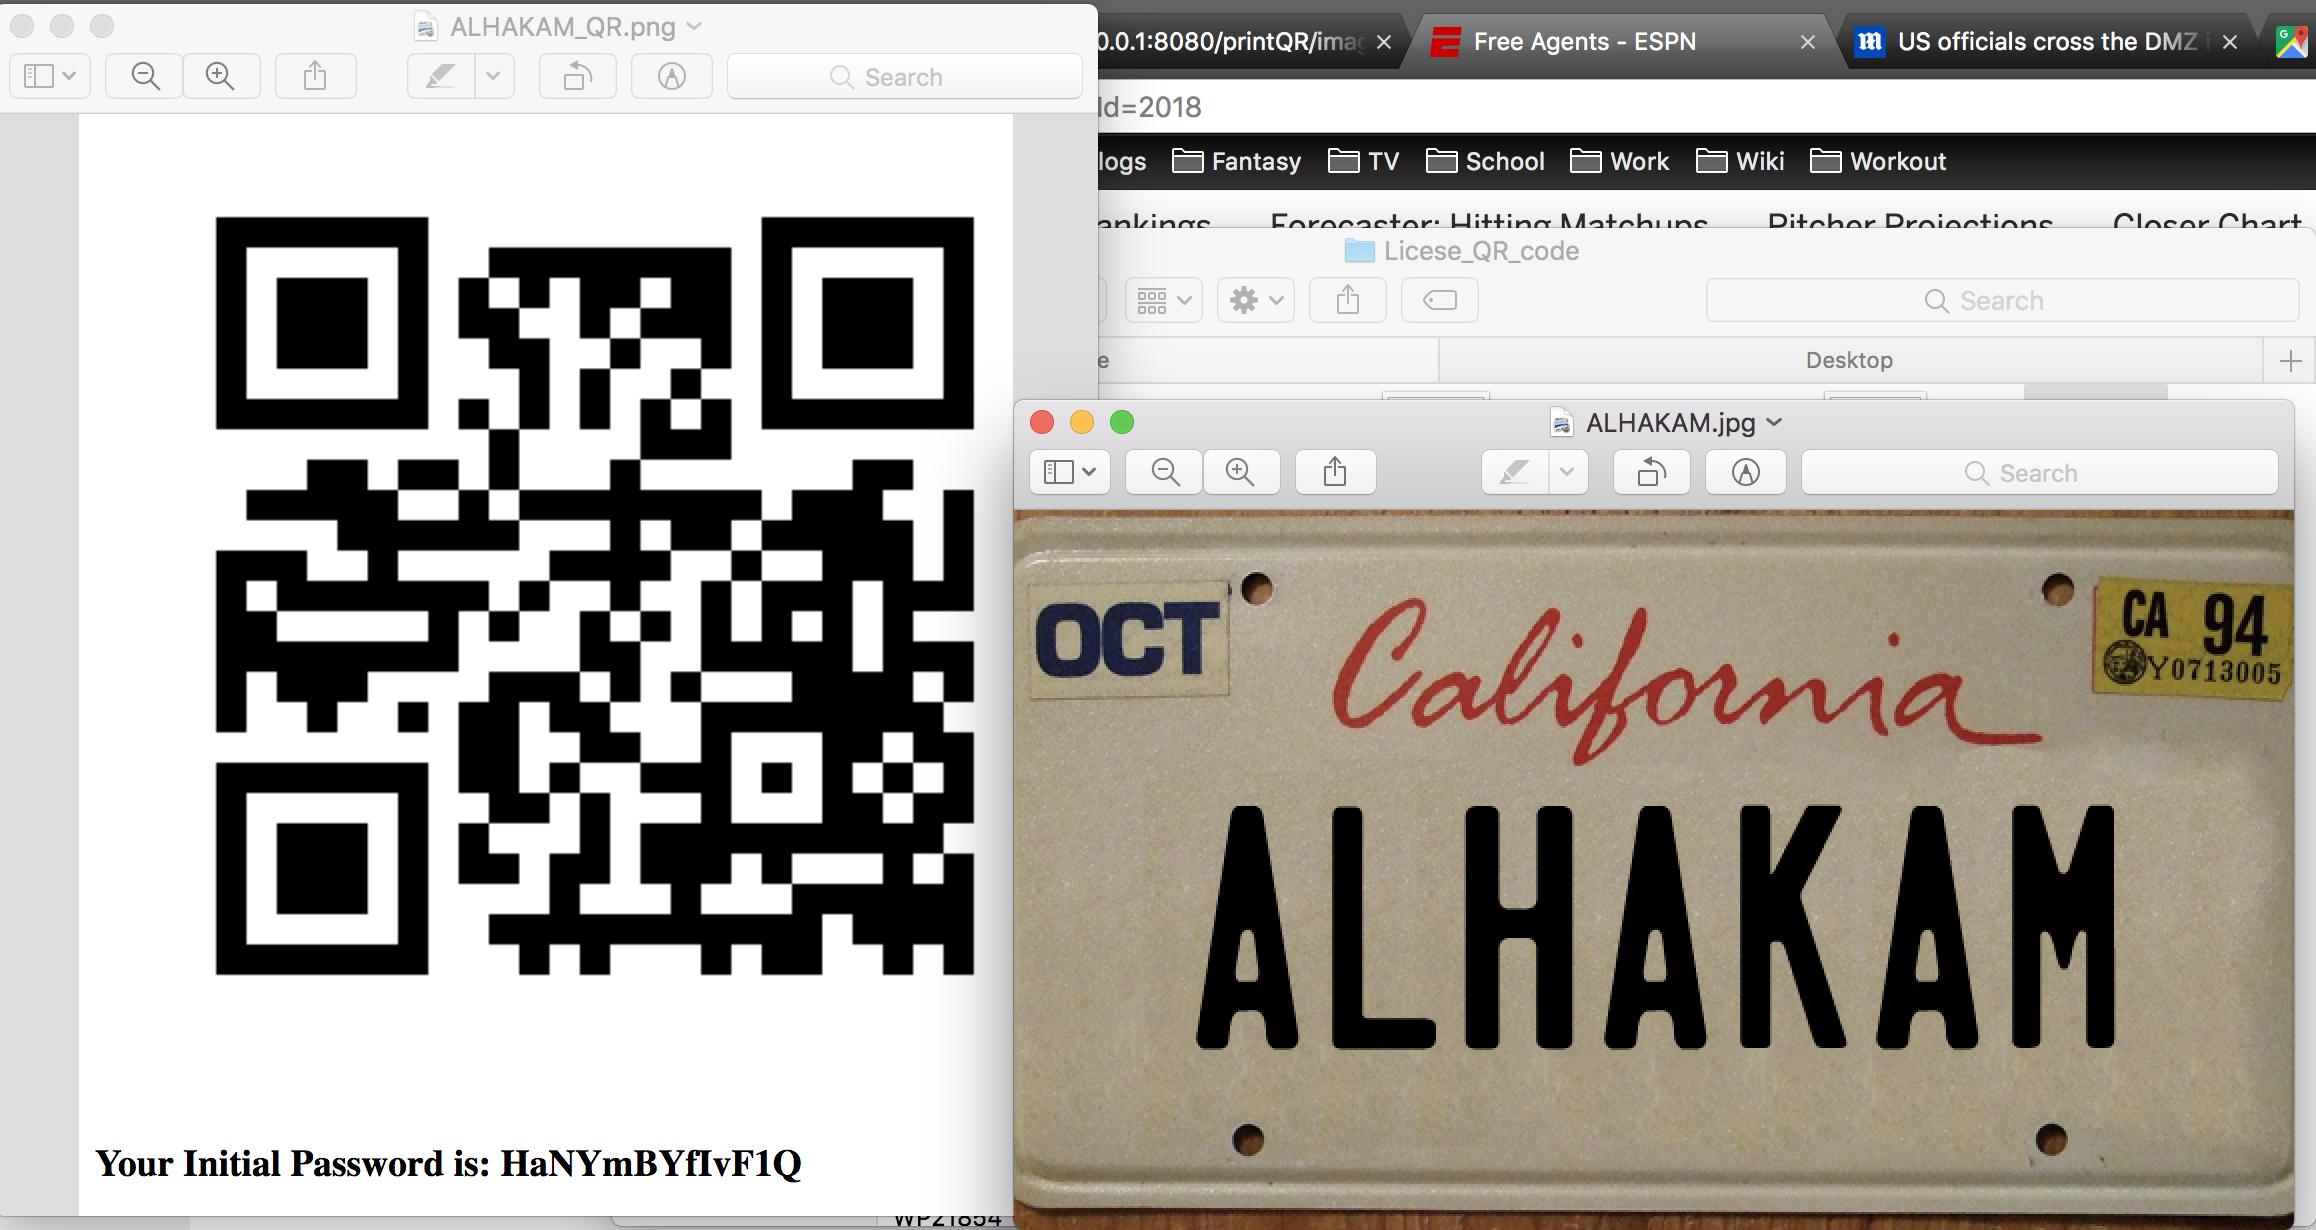 ALHAKAM_QR.png
Search
Your Initial Password is: HaNYmBYfIvF1Q
0.0.1:8080/printQR/ima
Free Agents - ESPN
US officials cross the DMZ
Id=2018
logs
Fantasy
TV
School
Work
Wiki
Workout
ankings
Forecaster: Hitting Matchups
Pitcher Projections
Closer Chart
Licese_QR_code
Search
e
Desktop
ALHAKAM.jpg
Search
OCT
California
CA 94
Y0713005
ALHAKAM
WP21854